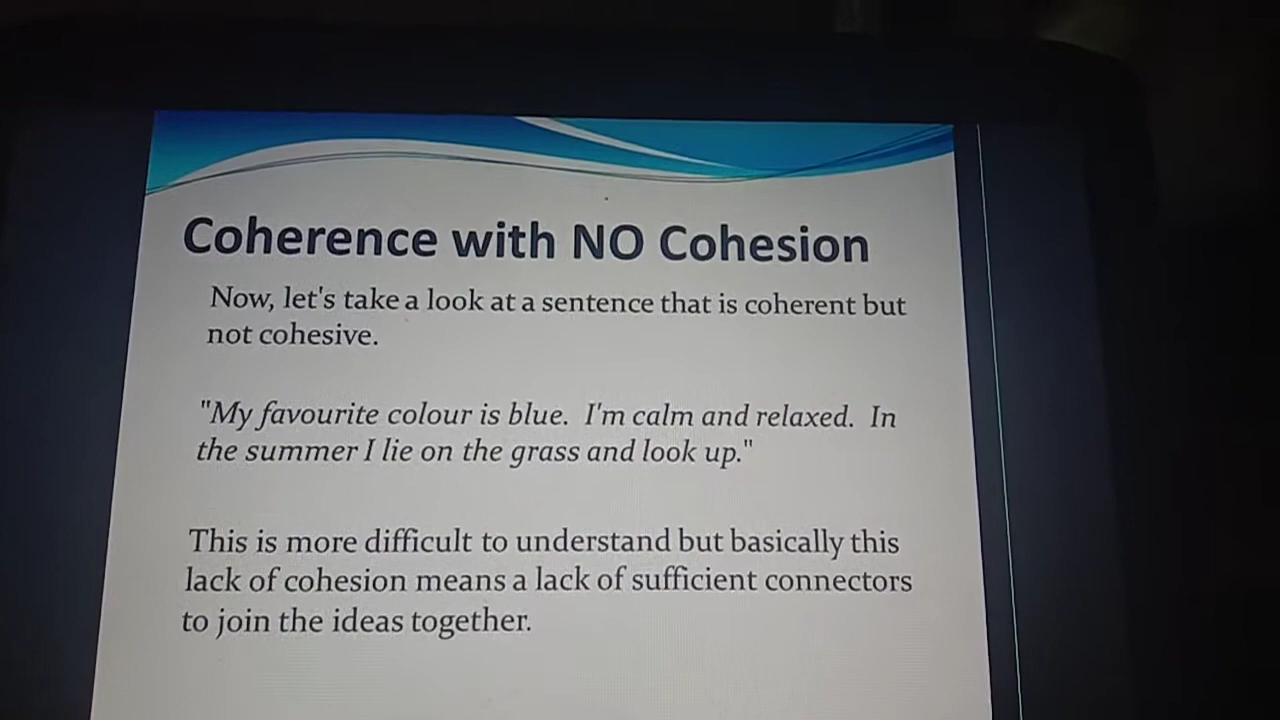 Coherence with NO Cohesion
Now, let's take a look at a sentence that is coherent but
not cohesive.
"My favourite colour is blue.  I'm calm and relaxed.  In
the summer I lie on the grass and look up."
This is more difficult to understand but basically this
lack of cohesion means a lack of sufficient connectors
to join the ideas together.